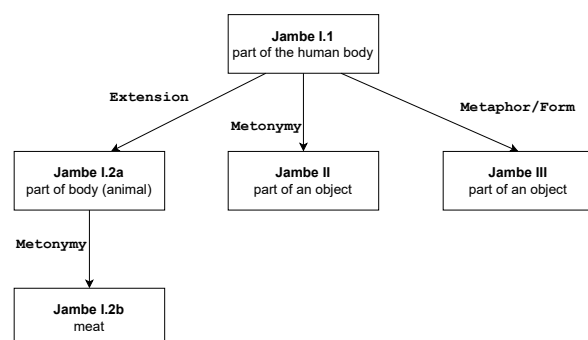 Jambe I.1
part of the human body
Extension
Metonymy
Metaphor/Form
Jambe I.2a
part of body (animal)
Jambe II
part of an object
Jambe III
part of an object
Metonymy
Jambe I.2b
meat